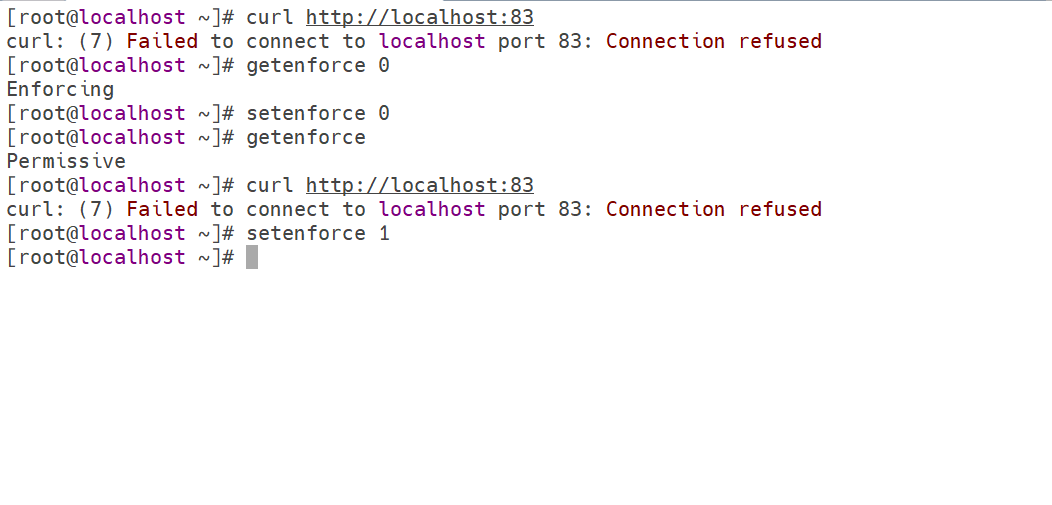 [root@localhost ~]# curl http://localhost:83
curl: (7) Failed to connect to localhost port 83: Connection refused
[root@localhost ~]# getenforce 0
Enforcing
[root@localhost ~]# setenforce 0
[root@localhost ~]# getenforce
Permissive
[root@localhost ~]# curl http://localhost:83
curl: (7) Failed to connect to localhost port 83: Connection refused
[root@localhost ~]# setenforce 1
[root@localhost ~]#